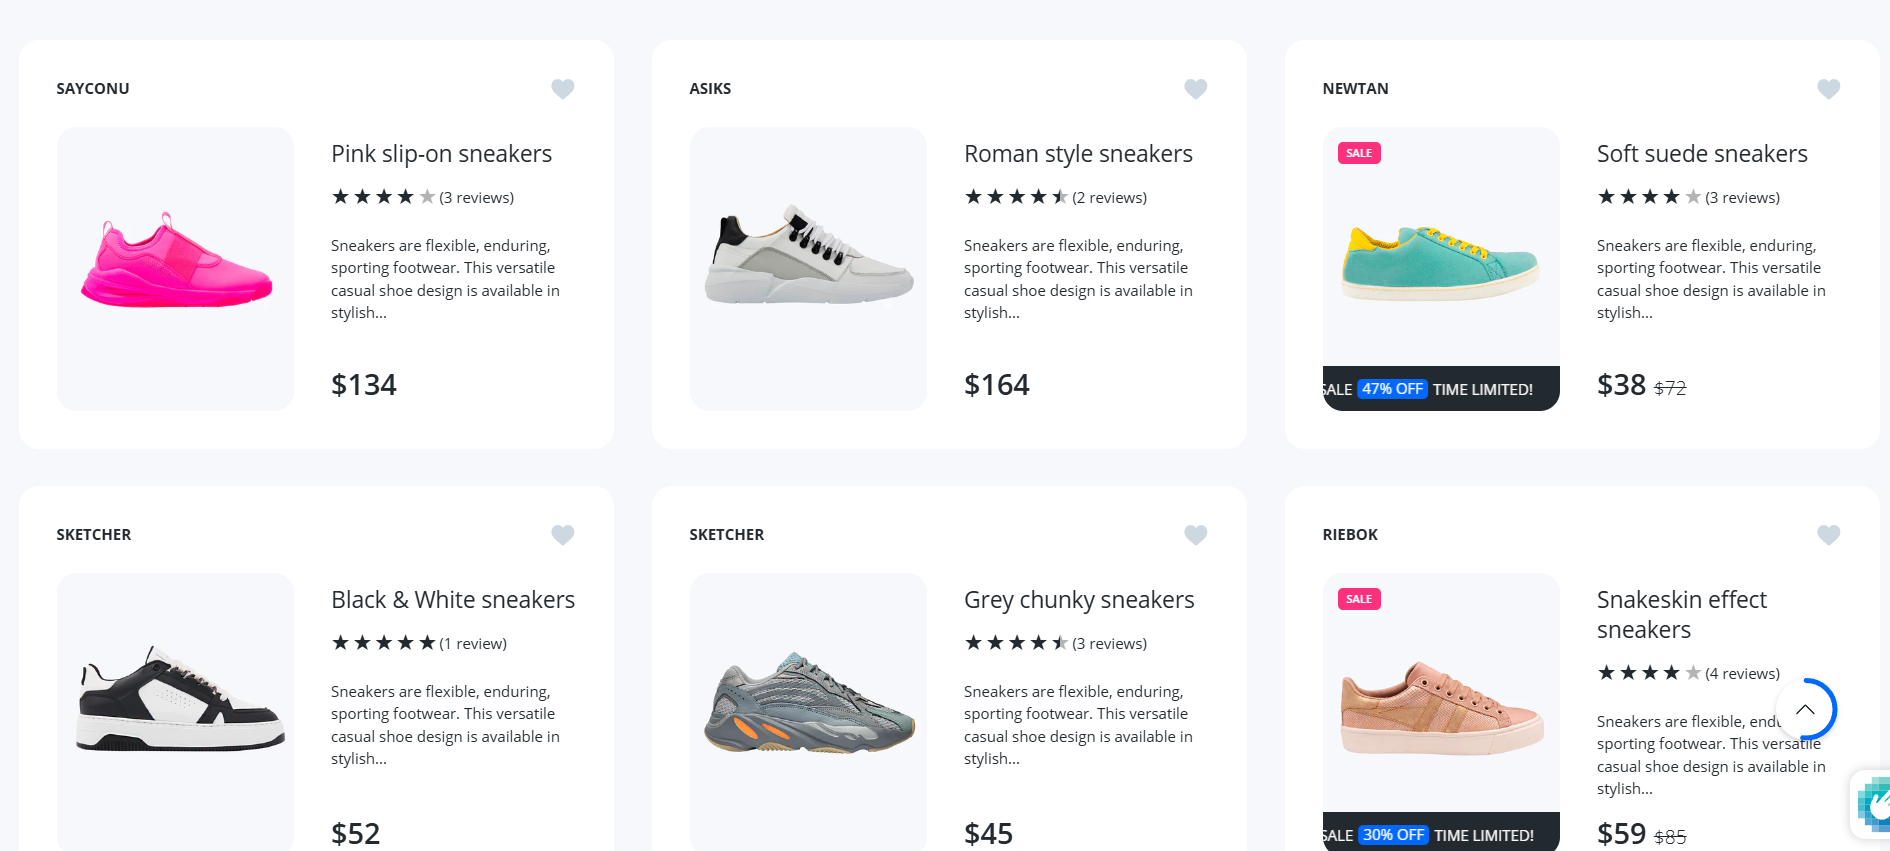 SAYCONU
Pink slip-on sneakers
(3 reviews)
Sneakers are flexible, enduring,
sporting footwear. This versatile
casual shoe design is available in
stylish...
$134
ASIKS
Roman style sneakers
(2 reviews)
Sneakers are flexible, enduring,
sporting footwear. This versatile
casual shoe design is available in
stylish...
$164
NEWTAN
SALE
SALE 47% OFF TIME LIMITED!
Soft suede sneakers
(3 reviews)
Sneakers are flexible, enduring,
sporting footwear. This versatile
casual shoe design is available in
stylish...
$38 $72
SKETCHER
Black & White sneakers
(1 review)
Sneakers are flexible, enduring,
sporting footwear. This versatile
casual shoe design is available in
stylish...
$52
SKETCHER
Grey chunky sneakers
(3 reviews)
Sneakers are flexible, enduring,
sporting footwear. This versatile
casual shoe design is available in
stylish...
$45
RIEBOK
SALE
SALE 30% OFF TIME LIMITED!
Snakeskin effect
sneakers
(4 reviews)
Sneakers are flexible,
sporting footwear. This versatile
casual shoe design is available in
stylish...
$59 $85